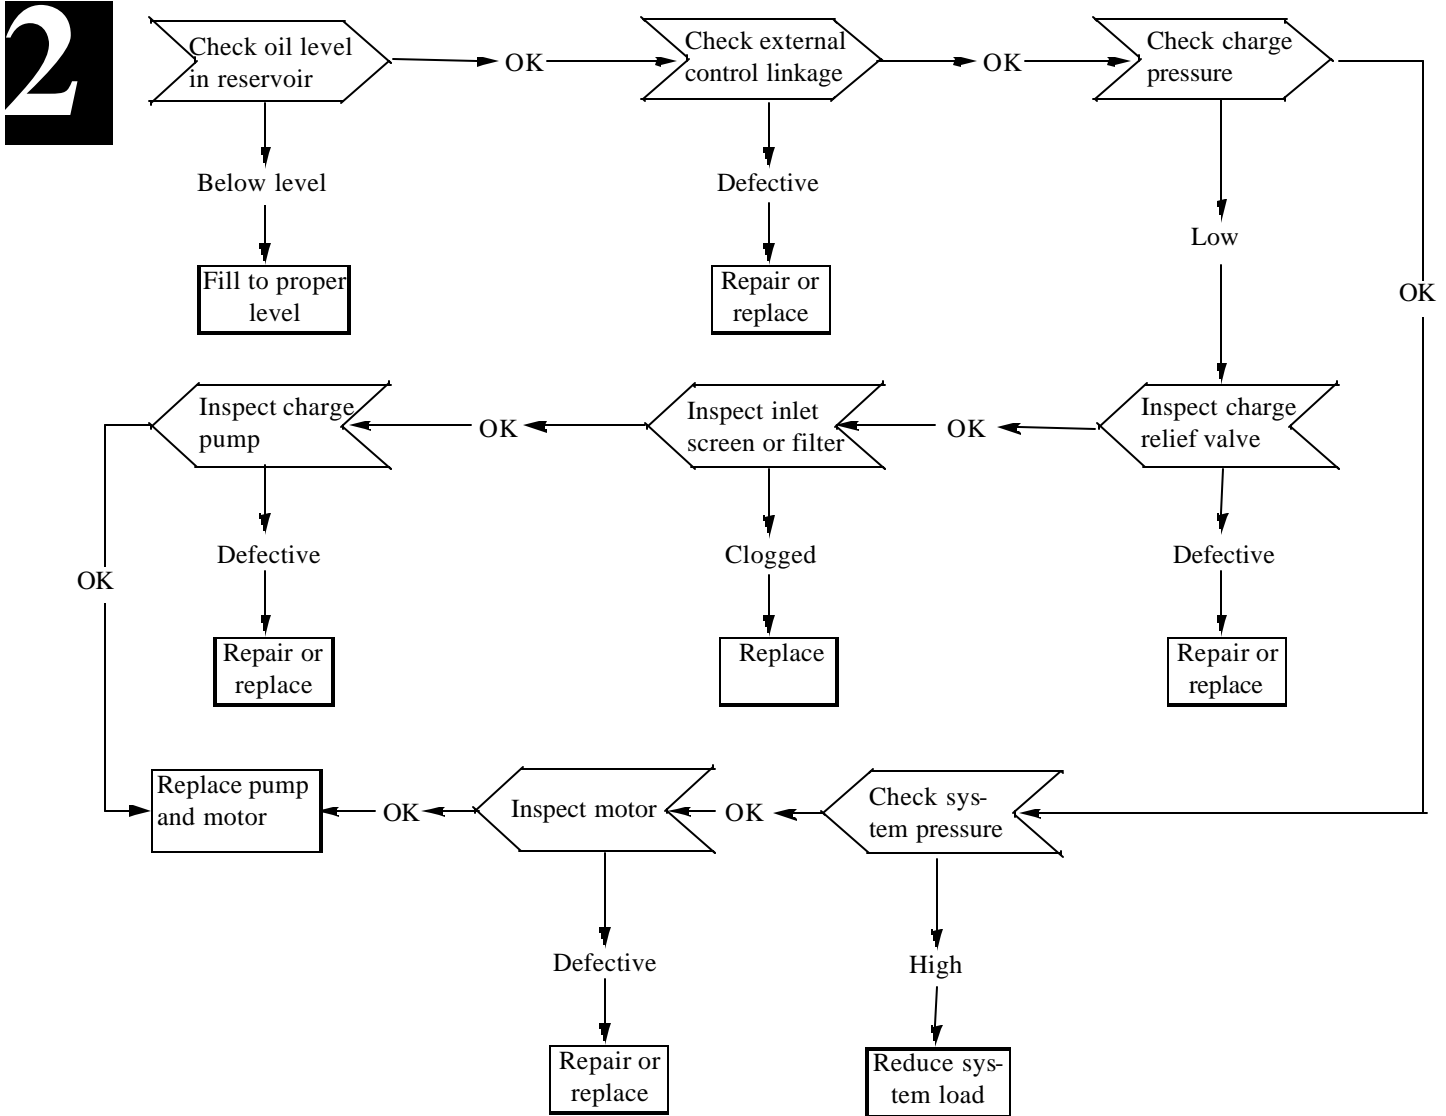 2
Check oil level
in reservoir
OK
Check external
control linkage
OK
Check charge
pressure
Below level
Defective
Low
OK
Fill to proper
level
Repair or
replace
Inspect charge
pump
OK
Inspect inlet
screen or filter
OK
Inspect charge
relief valve
Defective
Clogged
Defective
OK
Repair or
replace
Replace
Repair or
replace
Replace pump
and motor
OK
Inspect motor
OK
Check sys-
tem pressure
Defective
High
Repair or
replace
Reduce sys-
tem load